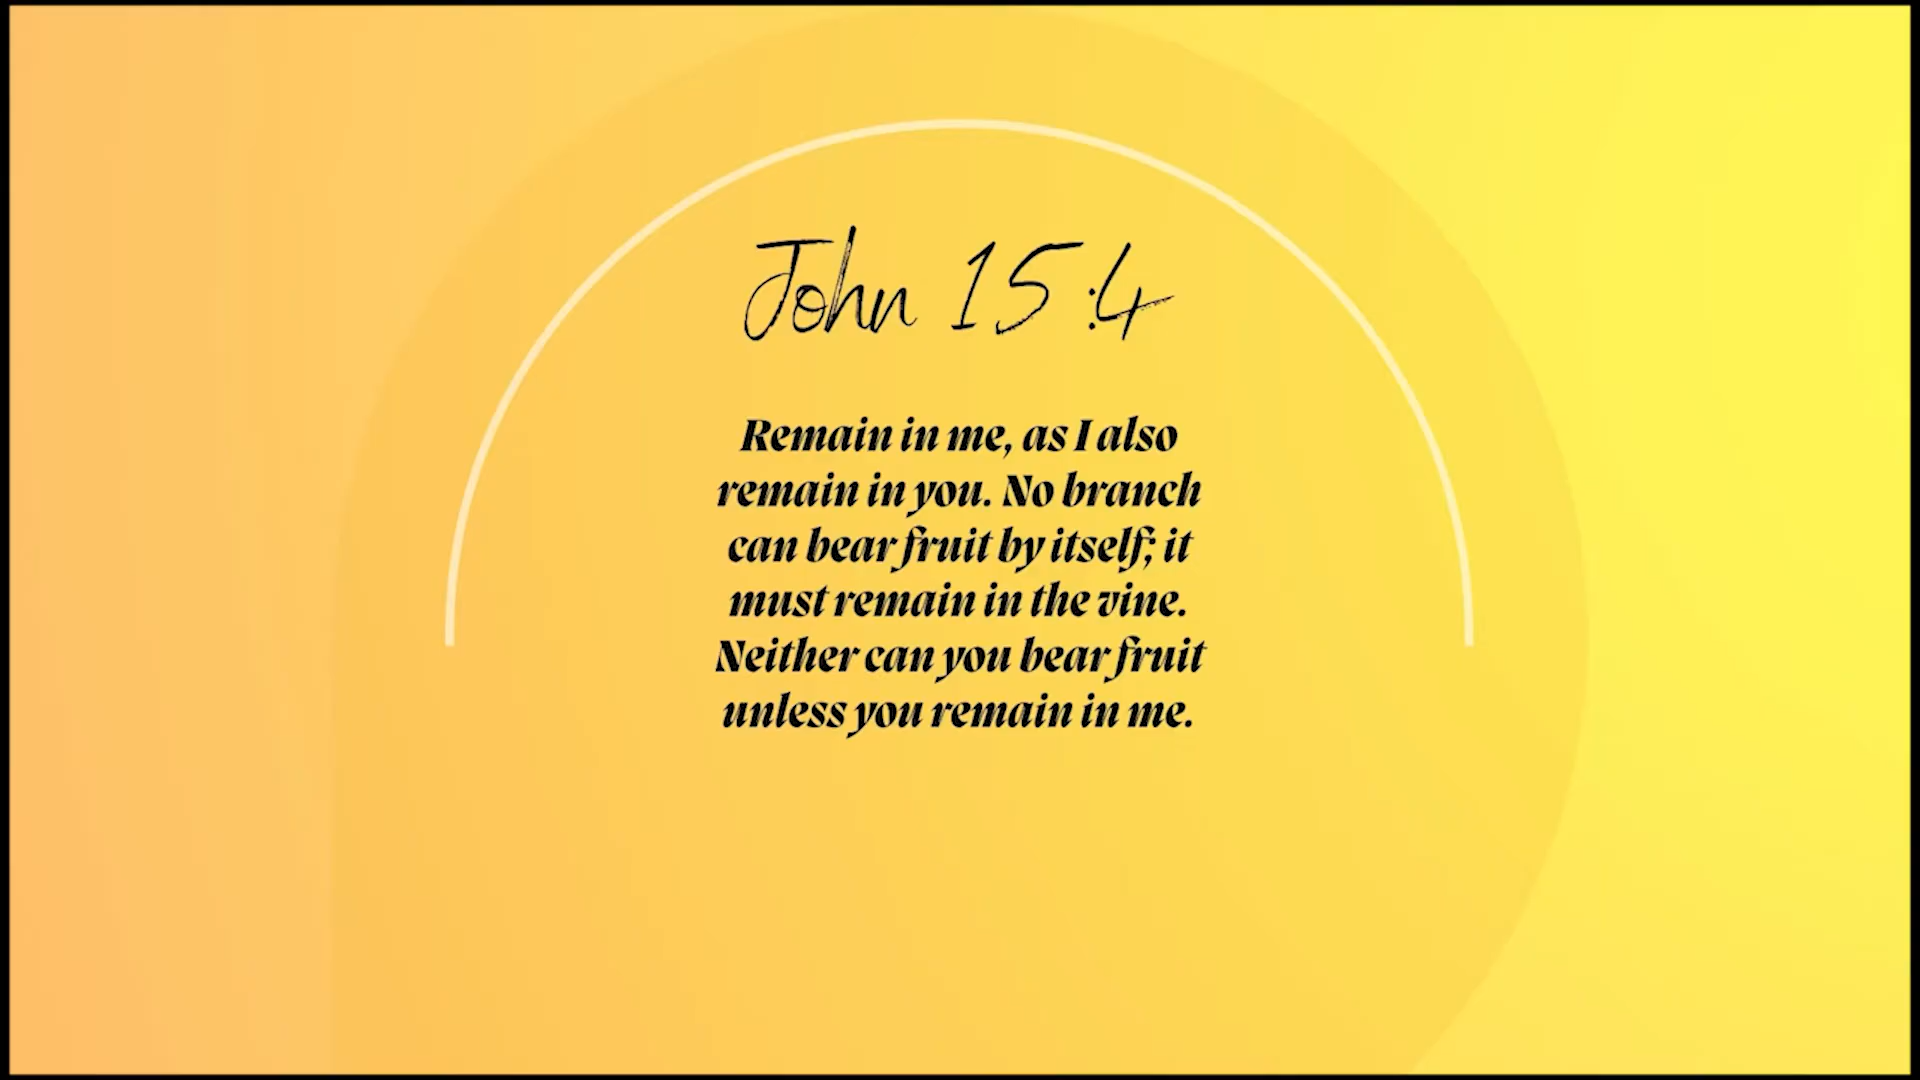 John 15:4
Remain in me, as I also
remain in you. No branch
can bear fruit by itself; it
must remain in the vine.
Neither can you bear fruit
unless you remain in me.